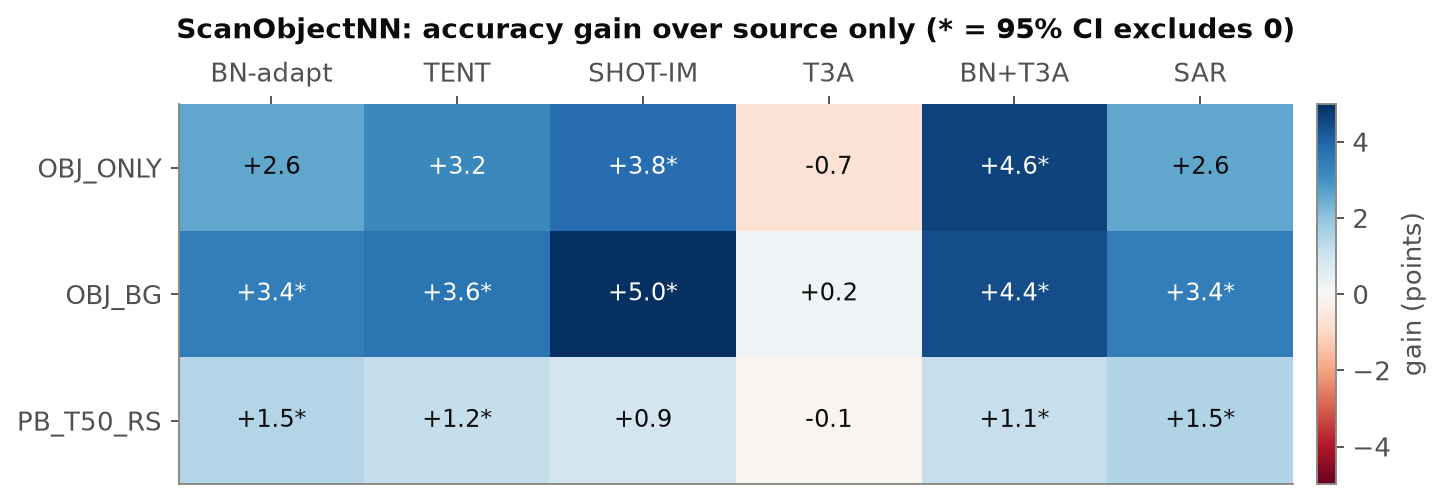 ScanObjectNN: accuracy gain over source only (* = 95% CI excludes 0)
BN-adapt TENT SHOT-IM T3A BN+T3A SAR
OBJ_ONLY +2.6 +3.2 +3.8* -0.7 +4.6* +2.6
OBJ_BG +3.4* +3.6* +5.0* +0.2 +4.4* +3.4*
PB_T50_RS +1.5* +1.2* +0.9 -0.1 +1.1* +1.5*
4
2
0
−2
−4
gain (points)